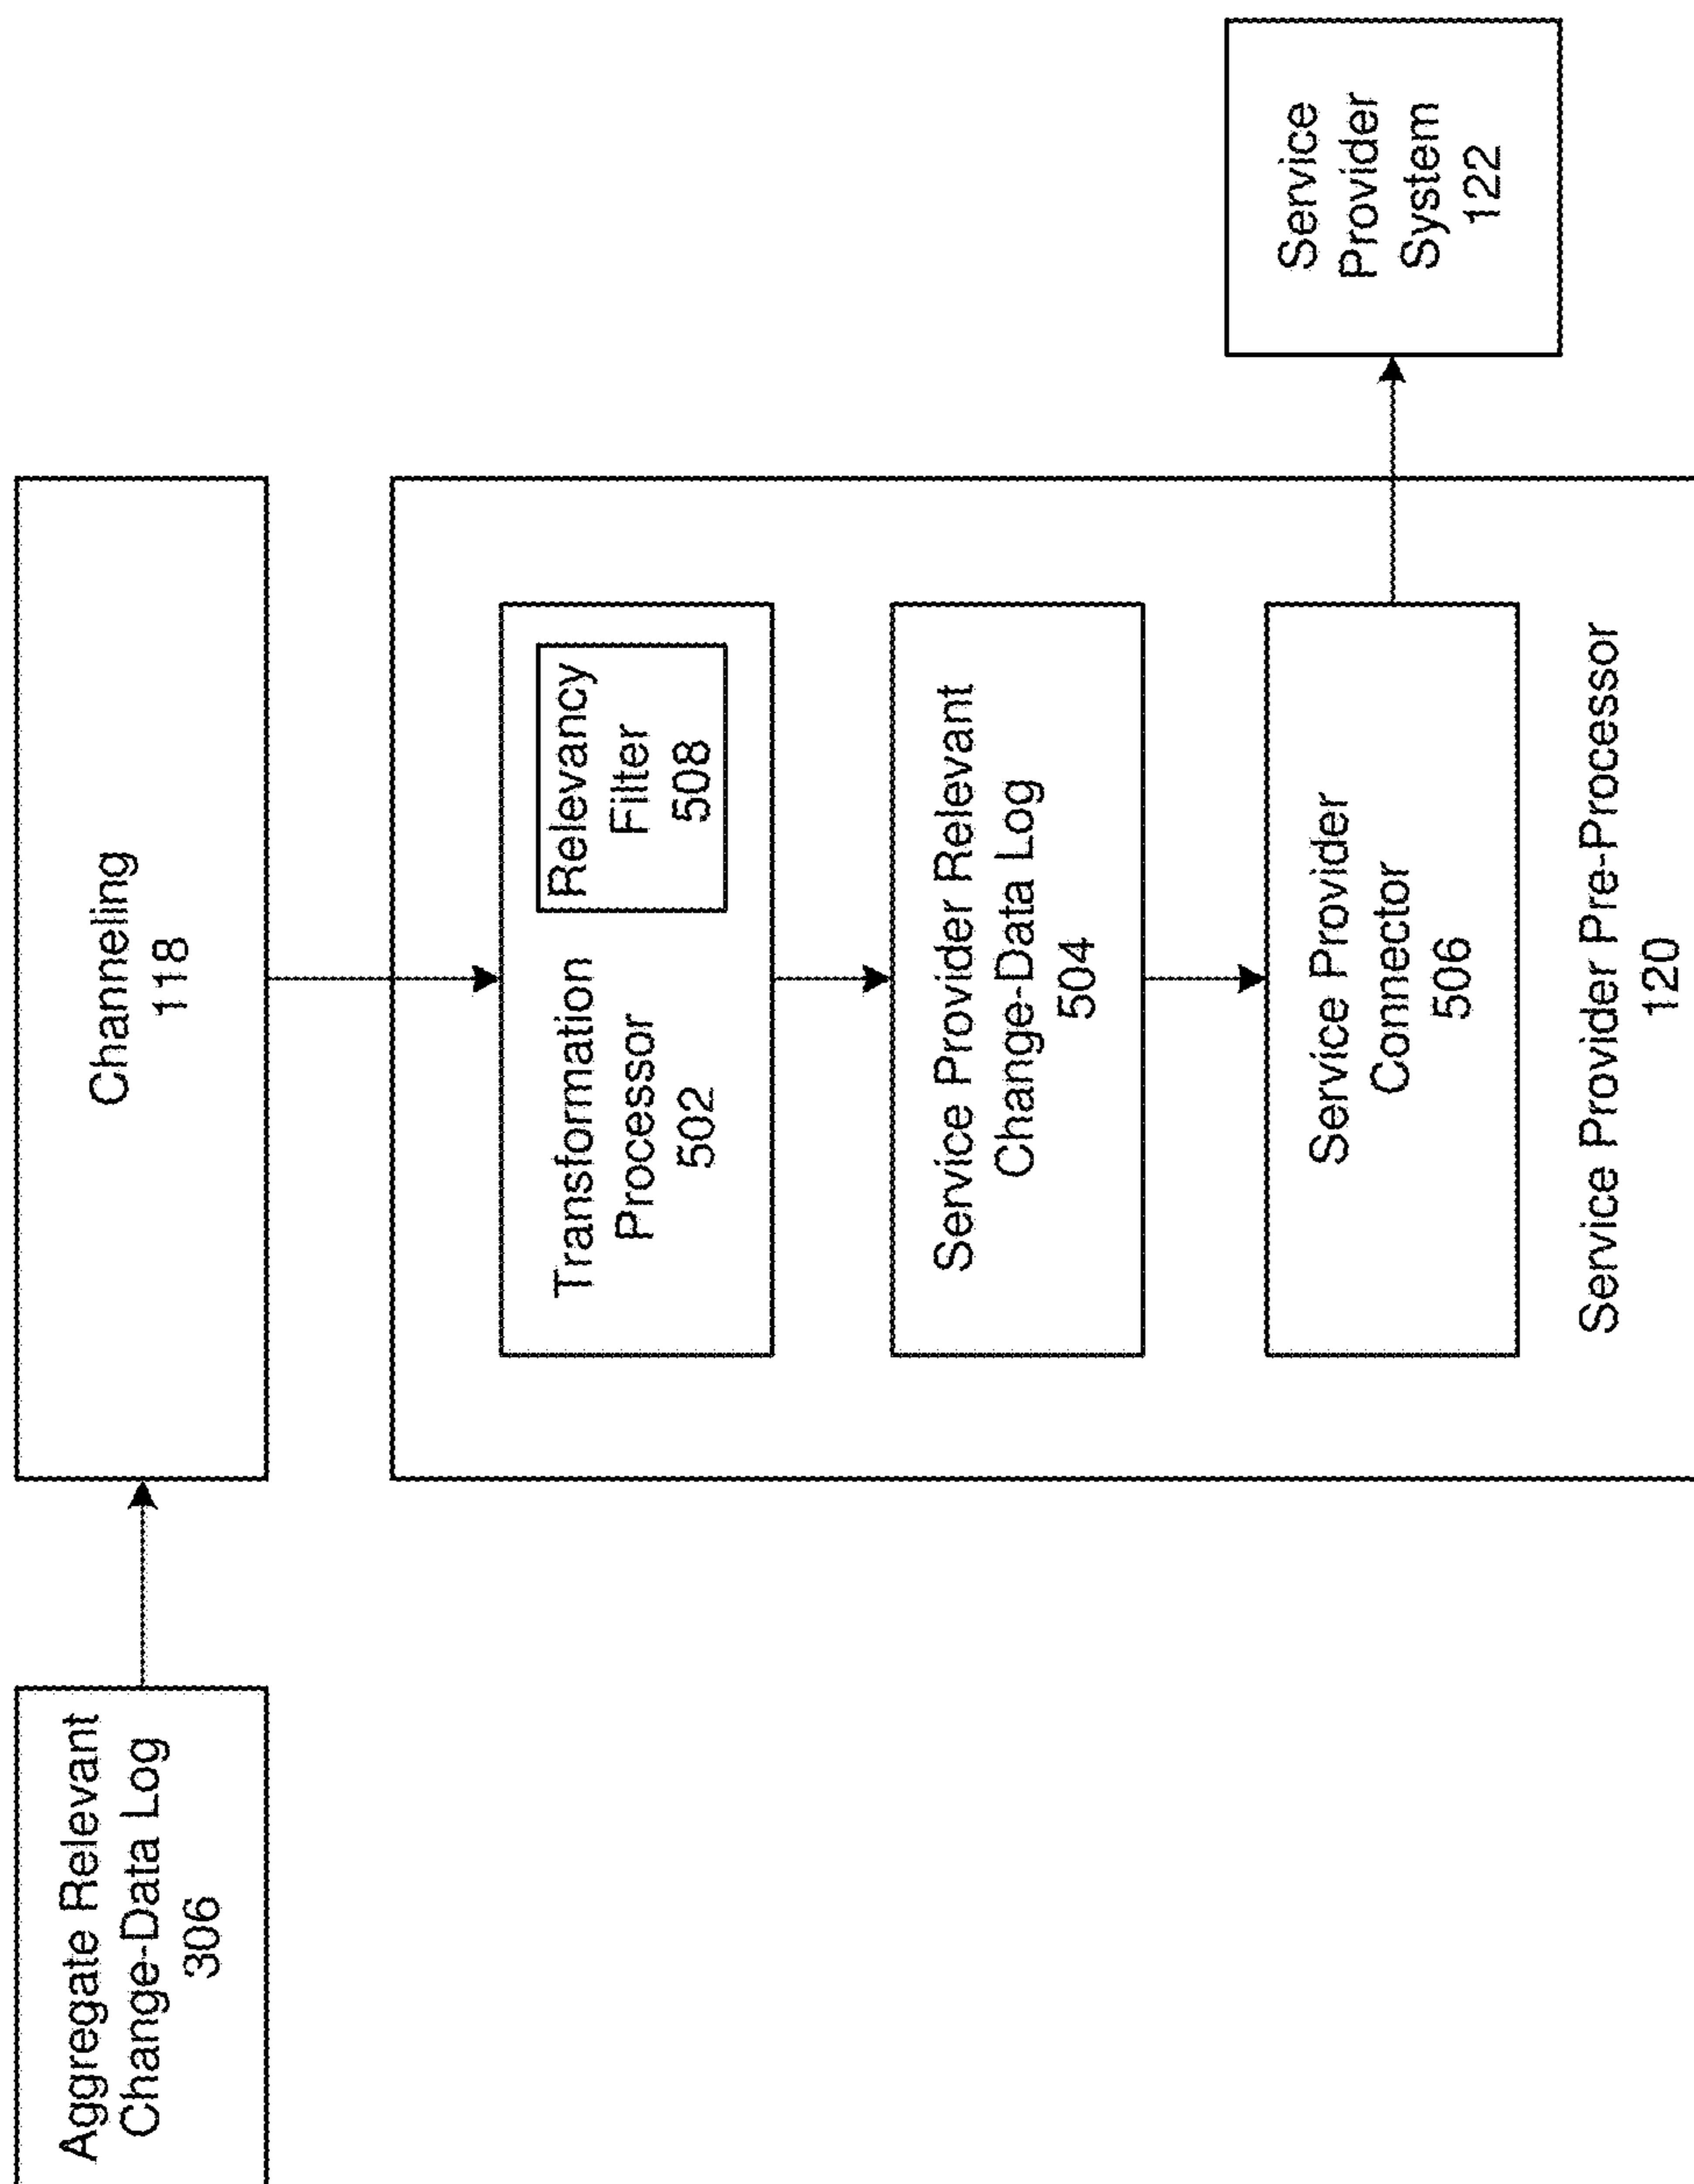 Aggregate Relevant
Change-Data Log
306
Channeling
118
Transformation
Processor
502
Relevancy
Filter
508
Service Provider Relevant
Change-Data Log
504
Service Provider
Connector
506
Service Provider Pre-Processor
120
Service
Provider
System
122